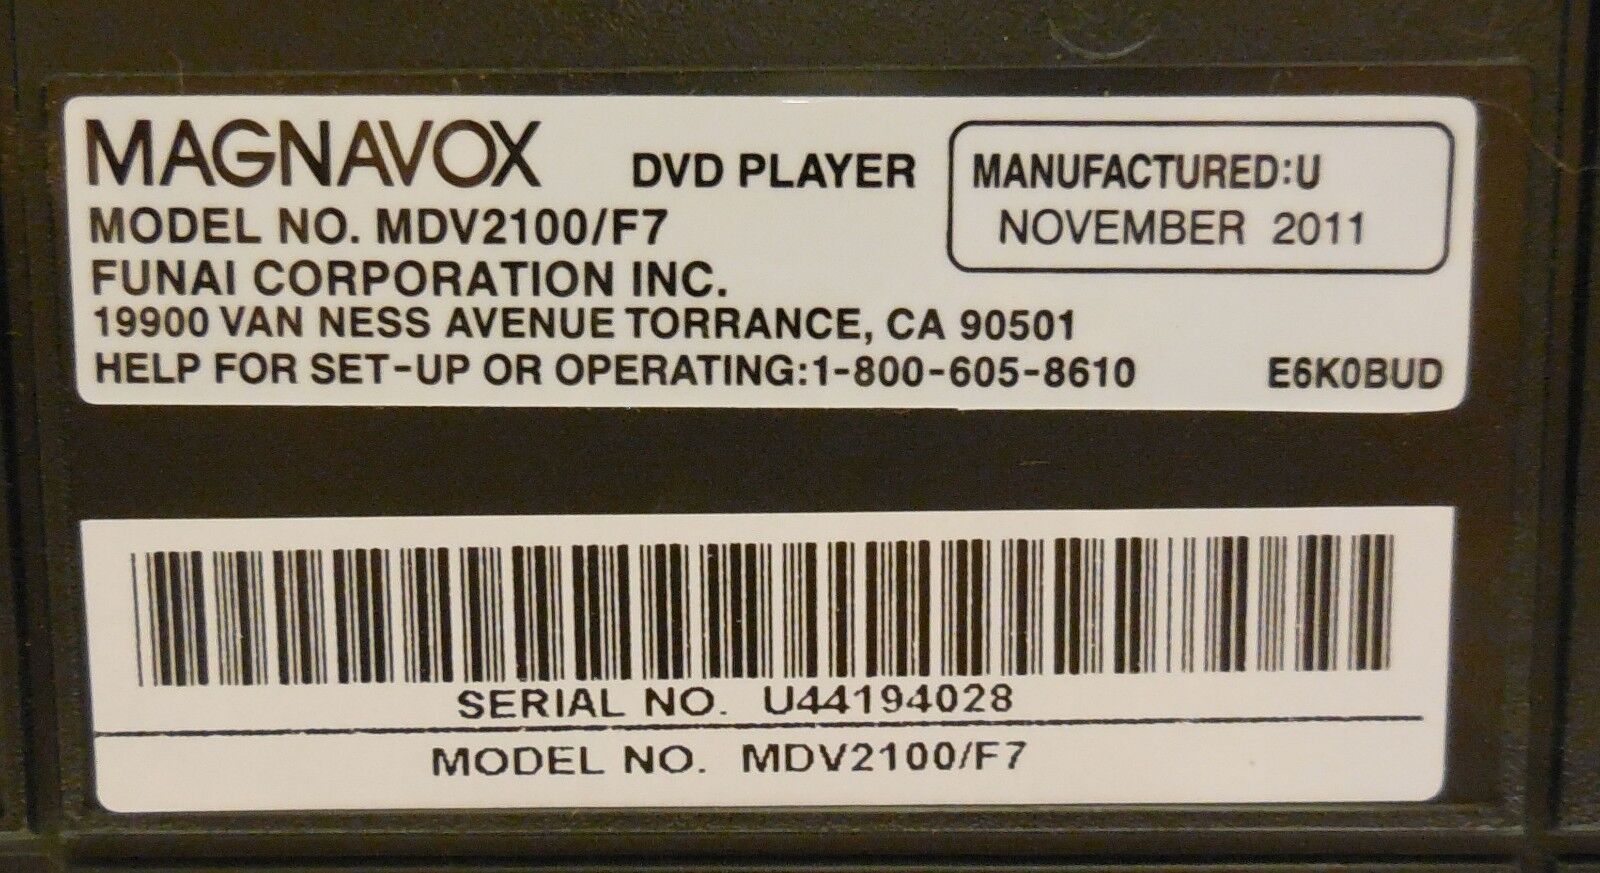 MAGNAVOX DVD PLAYER
MANUFACTURED:U
NOVEMBER 2011
MODEL NO. MDV2100/F7
FUNAI CORPORATION INC.
19900 VAN NESS AVENUE TORRANCE, CA 90501
HELP FOR SET-UP OR OPERATING:1-800-605-8610 E6K0BUD
SERIAL NO. U44194028
MODEL NO. MDV2100/F7